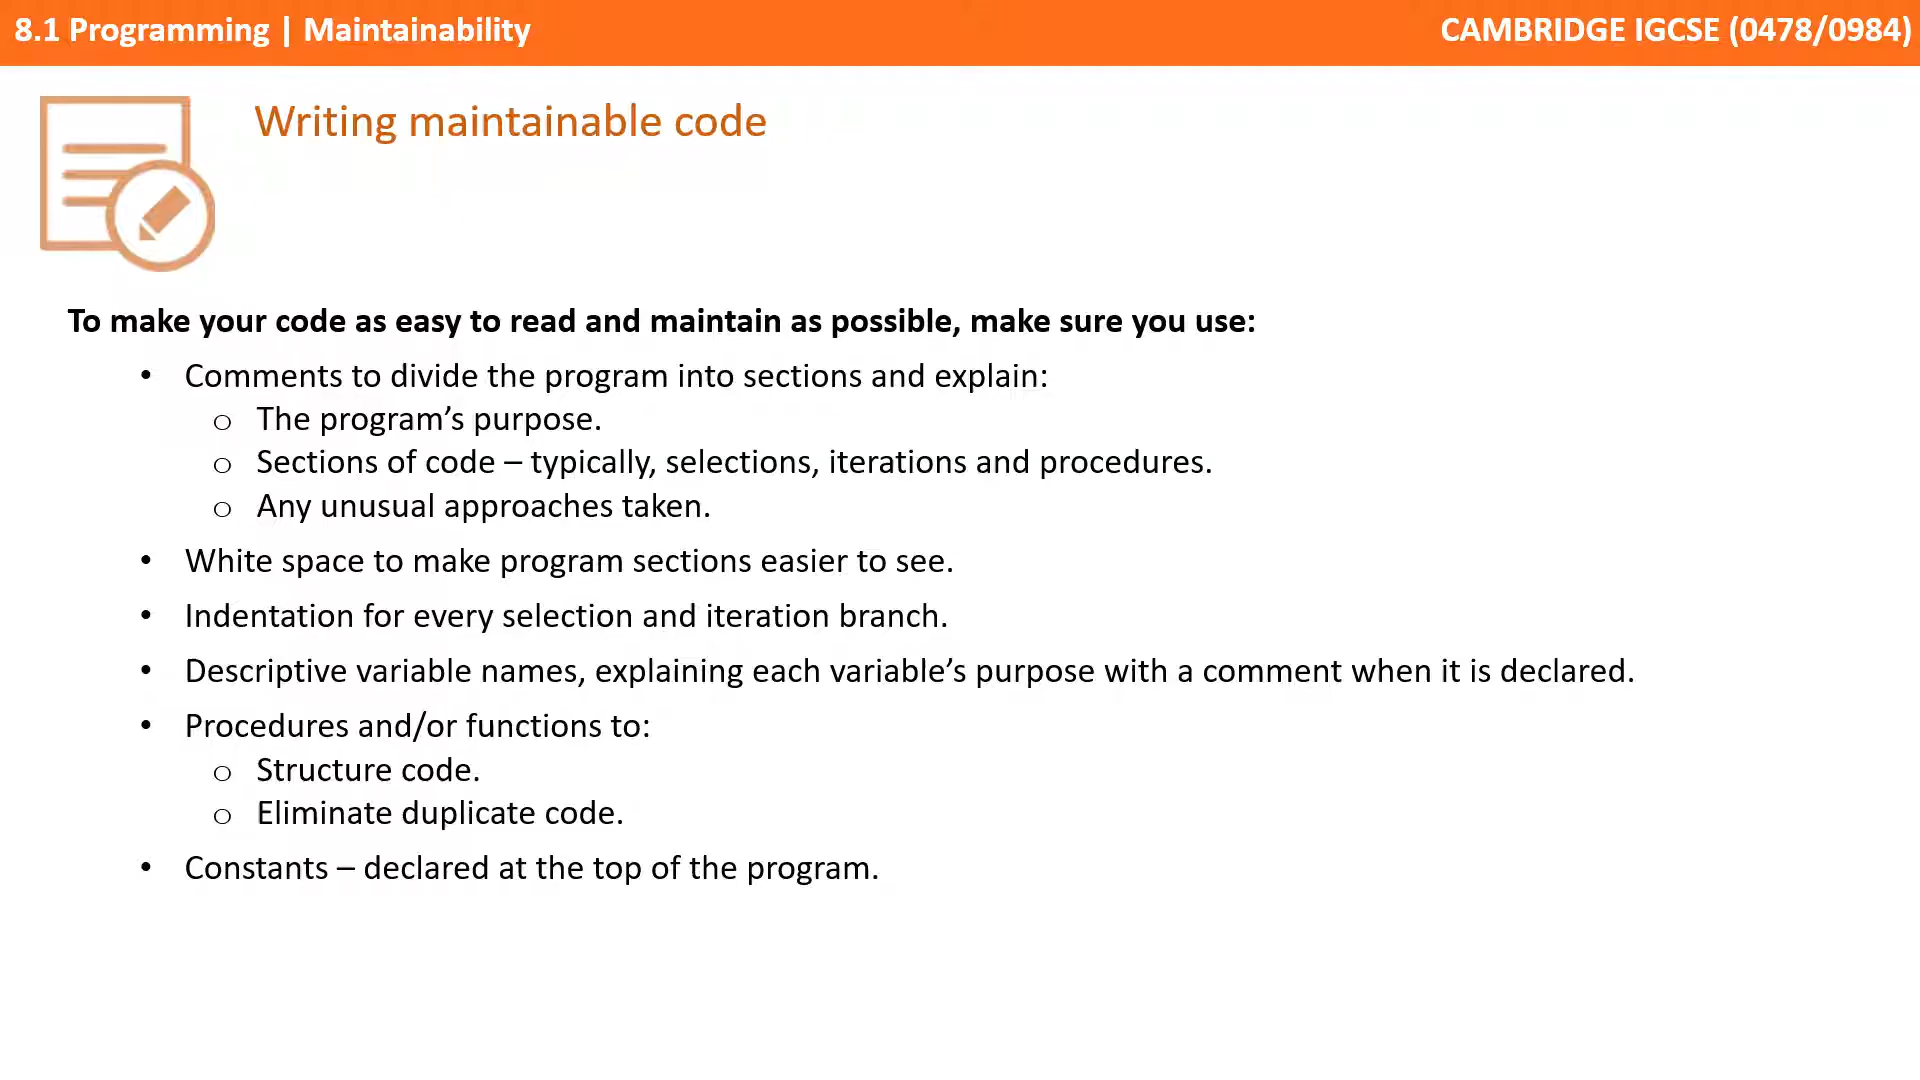 8.1 Programming | Maintainability
CAMBRIDGE IGCSE (0478/0984)
Writing maintainable code
To make your code as easy to read and maintain as possible, make sure you use:
• Comments to divide the program into sections and explain:
o The program’s purpose.
o Sections of code – typically, selections, iterations and procedures.
o Any unusual approaches taken.
• White space to make program sections easier to see.
• Indentation for every selection and iteration branch.
• Descriptive variable names, explaining each variable’s purpose with a comment when it is declared.
• Procedures and/or functions to:
o Structure code.
o Eliminate duplicate code.
• Constants – declared at the top of the program.